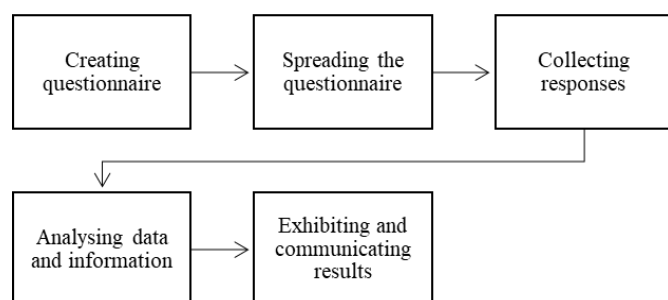 Creating
questionnaire
Spreading the
questionnaire
Collecting
responses
Analysing data
and information
Exhibiting and
communicating
results